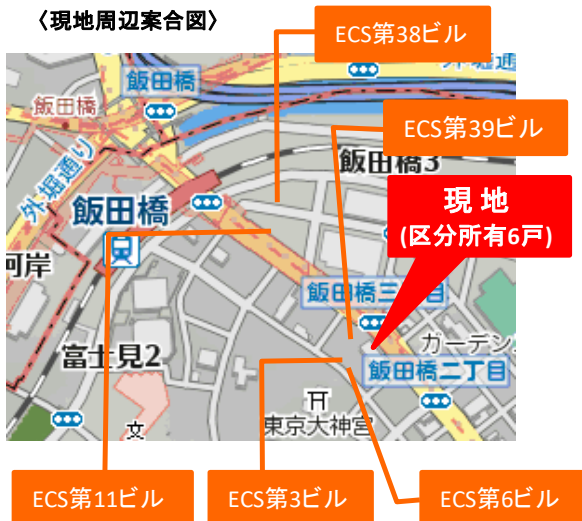 〈現地周辺案合図〉
ECS第38ビル
外堀通
飯田橋
飯田橋
ECS第39ビル
外堀通り
飯田橋3
現 地
(区分所有6戸)
飯田橋
河岸
飯田橋三丁目
ガーデン
富士見2
飯田橋二丁目
文
東京大神宮
ECS第11ビル
ECS第3ビル
ECS第6ビル